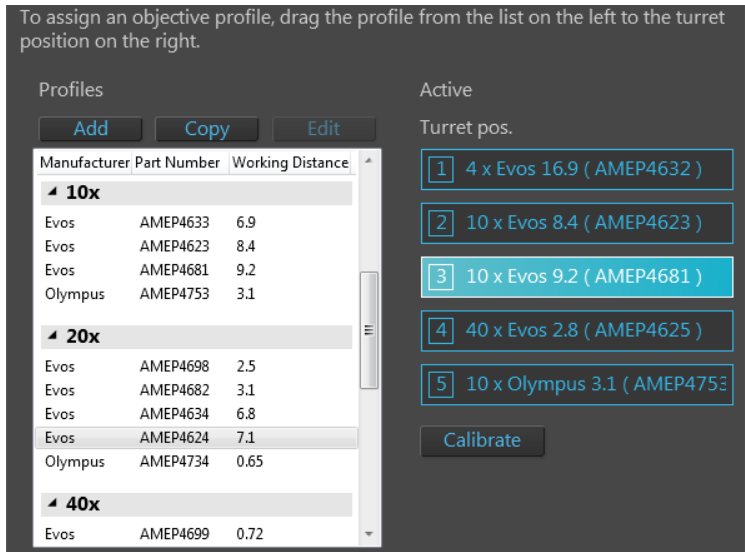 To assign an objective profile, drag the profile from the list on the left to the turret
position on the right.
Profiles
Add Copy Edit
Manufacturer Part Number Working Distance
10x
Evos AMEP4633 6.9
Evos AMEP4623 8.4
Evos AMEP4681 9.2
Olympus AMEP4753 3.1
20x
Evos AMEP4698 2.5
Evos AMEP4682 3.1
Evos AMEP4634 6.8
Evos AMEP4624 7.1
Olympus AMEP4734 0.65
40x
Evos AMEP4699 0.72
Active
Turret pos.
1 4 x Evos 16.9 ( AMEP4632 )
2 10 x Evos 8.4 ( AMEP4623 )
3 10 x Evos 9.2 ( AMEP4681 )
4 40 x Evos 2.8 ( AMEP4625 )
5 10 x Olympus 3.1 ( AMEP4753
Calibrate